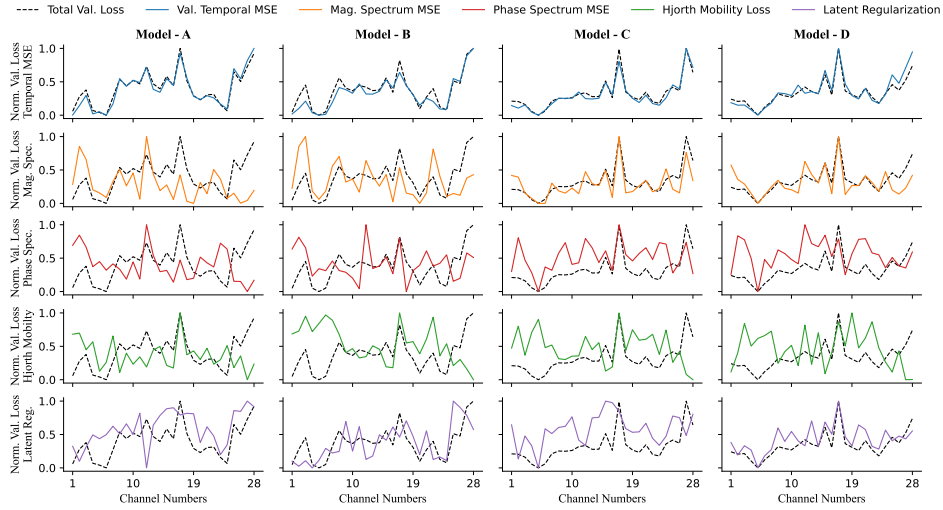 Total Val. Loss Val. Temporal MSE Mag. Spectrum MSE Phase Spectrum MSE Hjorth Mobility Loss Latent Regularization
Model - A Model - B Model - C Model - D
Norm. Val. Loss
Temporal MSE
1.0
0.5
0.0
Norm. Val. Loss
Mag. Spec.
1.0
0.5
0.0
Norm. Val. Loss
Phase Spec.
1.0
0.5
0.0
Norm. Val. Loss
Hjorth Mobilty
1.0
0.5
0.0
Norm. Val. Loss
Latent Reg.
1.0
0.5
0.0
1 10 19 28 1 10 19 28 1 10 19 28 1 10 19 28
Channel Numbers Channel Numbers Channel Numbers Channel Numbers